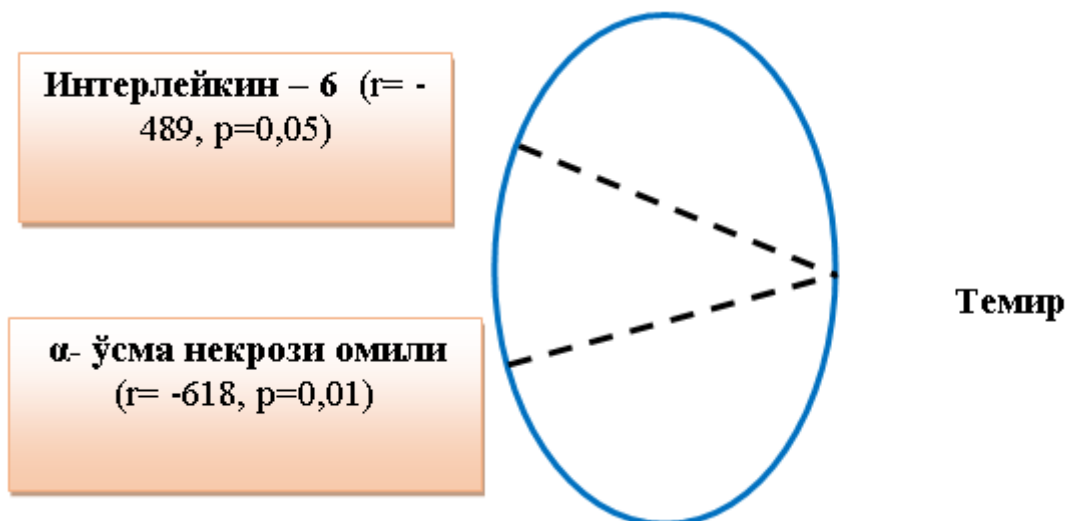 Интерлейкин – 6 (r= -
489, p=0,05)
α- ўсма некрози омили
(r= -618, p=0,01)
Темир